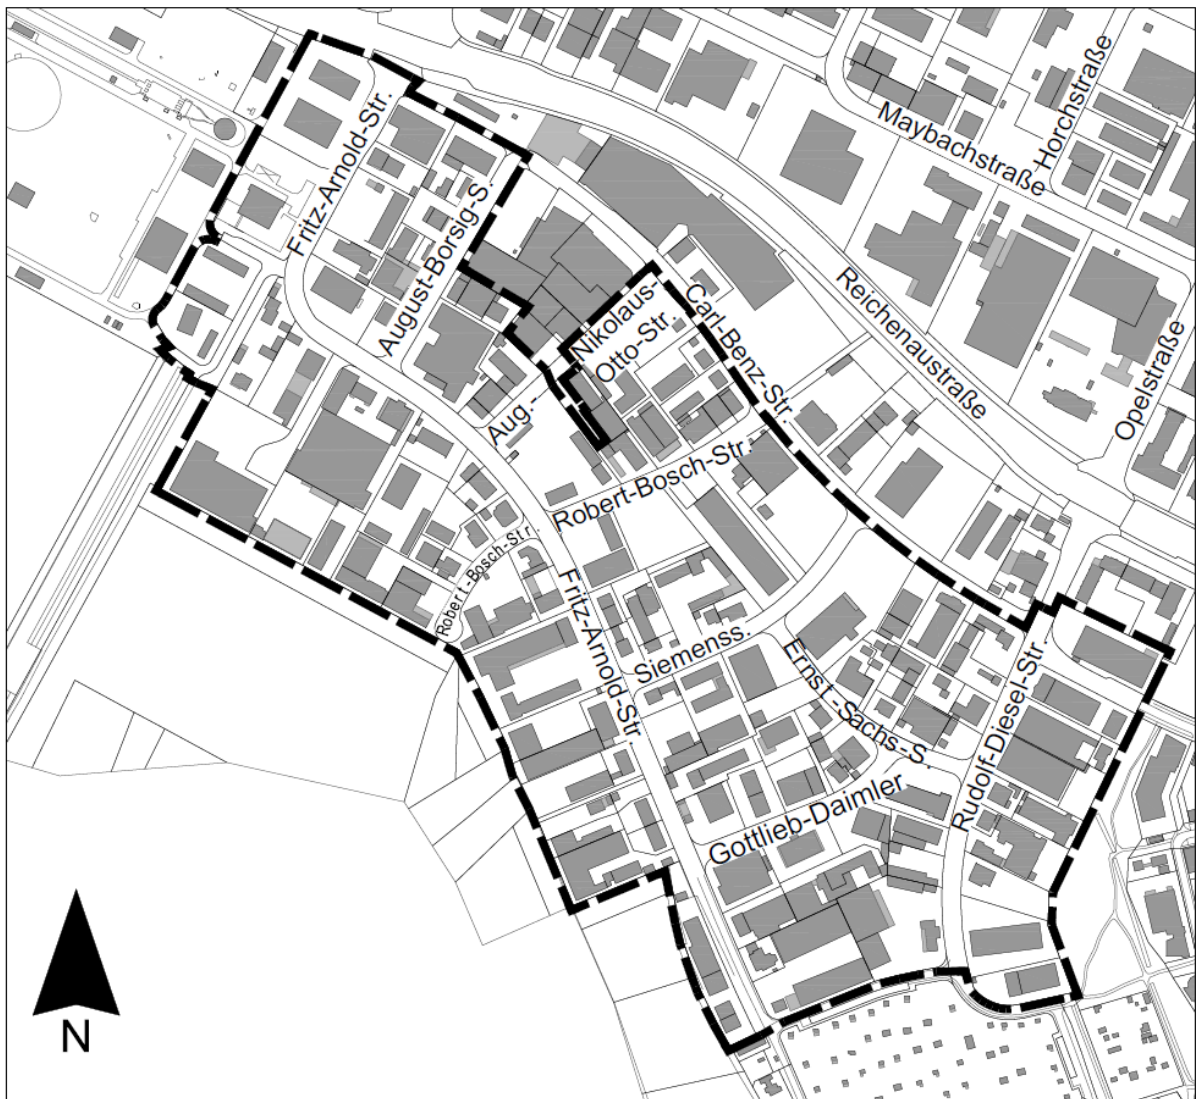 Maybachstraße
Horchstraße
Fritz-Arnold-Str.
August-Borsig-S.
Nikolaus-
Otto-Str.
Carl-Benz-Str.
Reichenaustraße
Opelstraße
Aug.-
Robert-Bosch-Str.
Robert-Bosch-Str.
Fritz-Arnold-Str.
Siemenss.
Ernst-Sachs-S.
Rudolf-Diesel-Str.
Gottlieb-Daimler
N